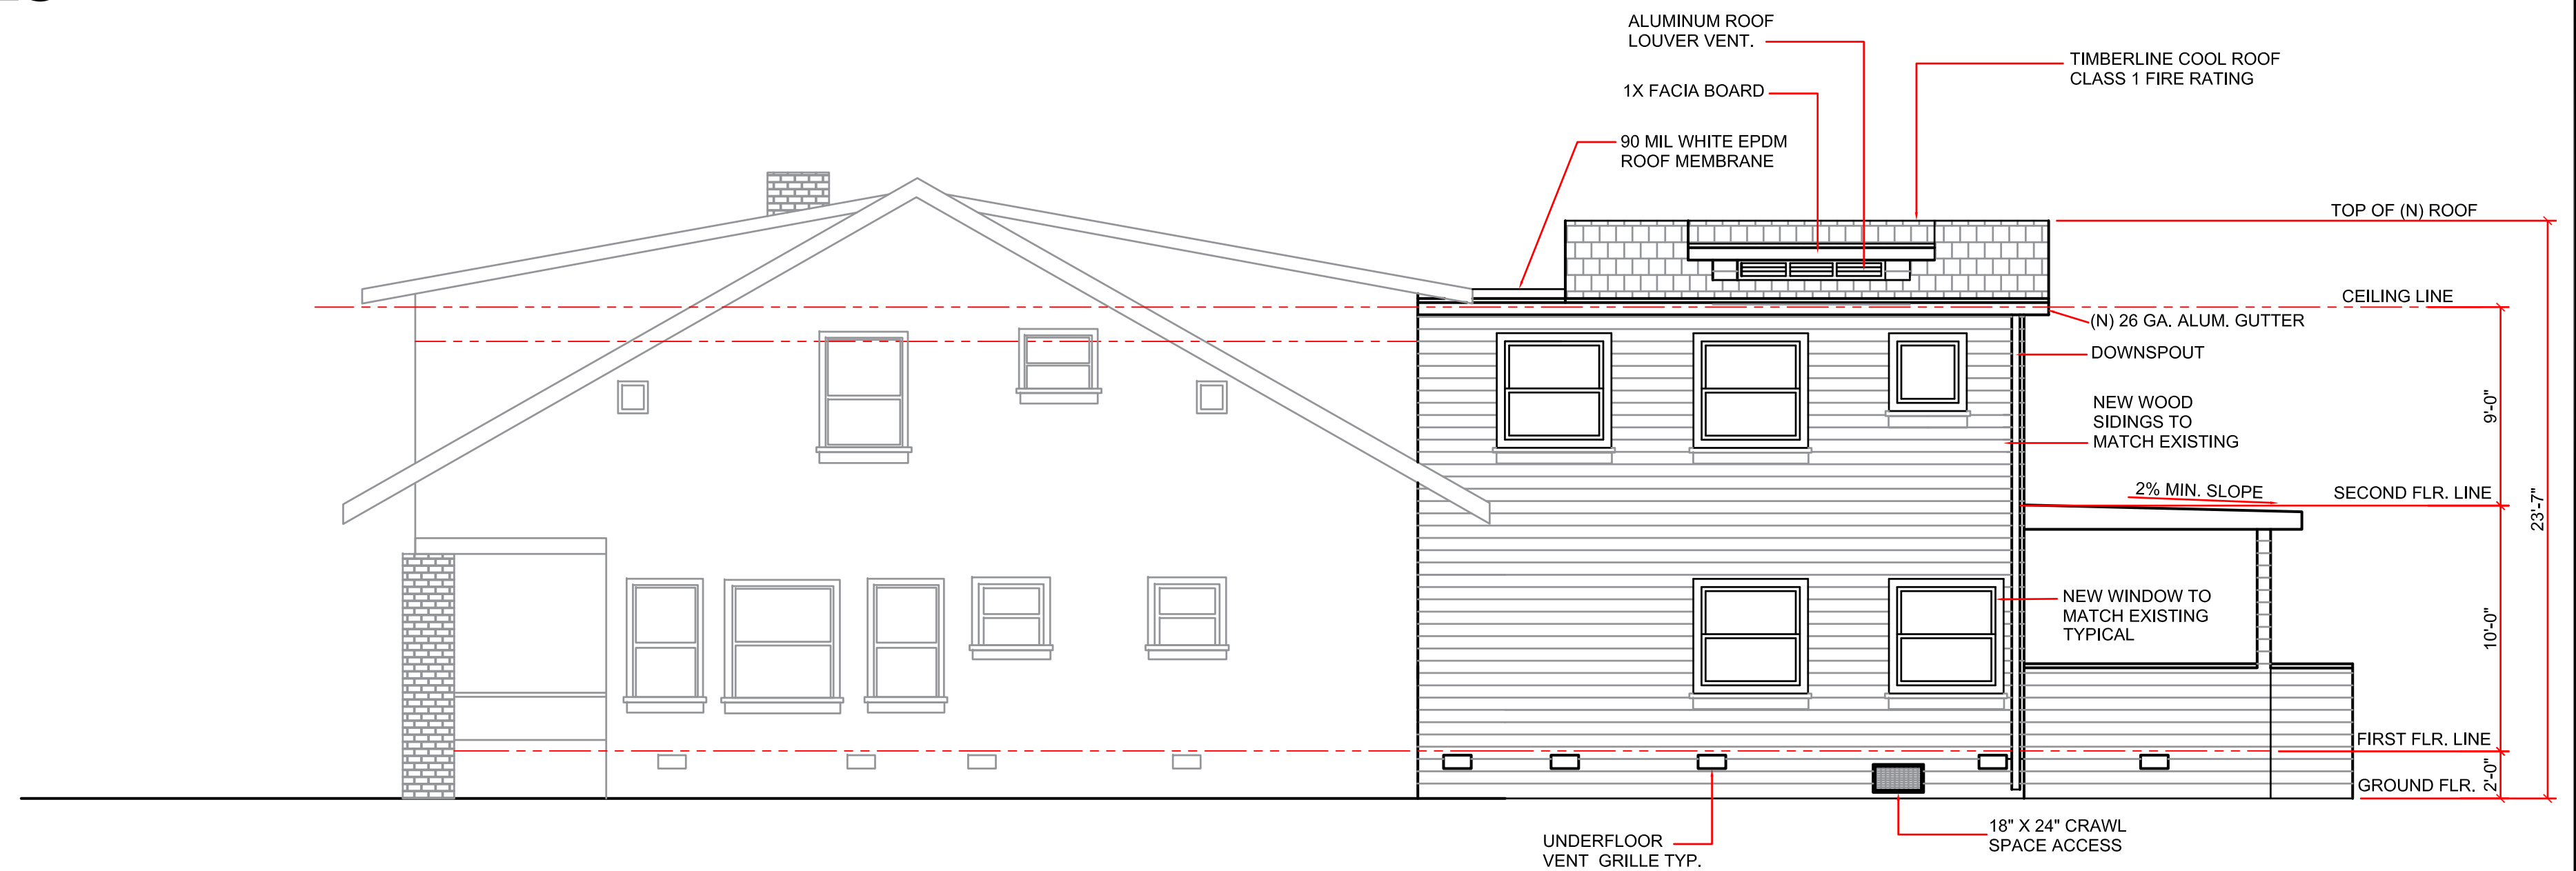 ALUMINUM ROOF
LOUVER VENT.
TIMBERLINE COOL ROOF
CLASS 1 FIRE RATING
1X FACIA BOARD
90 MIL WHITE EPDM
ROOF MEMBRANE
TOP OF (N) ROOF
CEILING LINE
(N) 26 GA. ALUM. GUTTER
DOWNSPOUT
NEW WOOD
SIDINGS TO
MATCH EXISTING
9'-0"
2% MIN. SLOPE
SECOND FLR. LINE
23'-7"
NEW WINDOW TO
MATCH EXISTING
TYPICAL
10'-0"
FIRST FLR. LINE
GROUND FLR.
2'-0"
UNDERFLOOR
VENT GRILLE TYP.
18" X 24" CRAWL
SPACE ACCESS